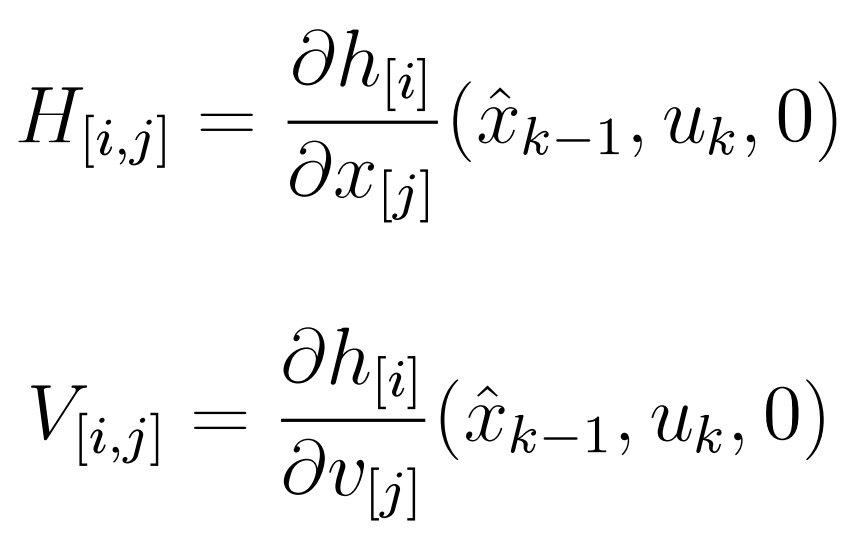 $H_{[i,j]} = \frac{\partial h_{[i]}}{\partial x_{[j]}}(\hat{x}_{k-1}, u_k, 0)$
$V_{[i,j]} = \frac{\partial h_{[i]}}{\partial v_{[j]}}(\hat{x}_{k-1}, u_k, 0)$